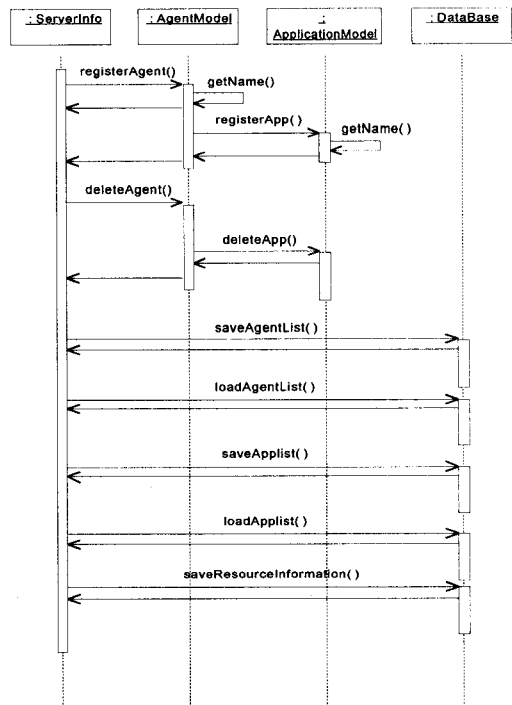 : ServerInfo
: AgentModel
:
ApplicationModel
: DataBase
registerAgent()
getName()
registerApp()
getName()
deleteAgent()
deleteApp()
saveAgentList()
loadAgentList()
saveApplist()
loadApplist()
saveResourceInformation()